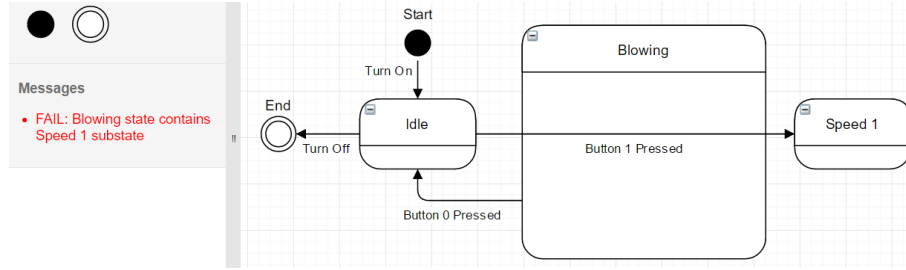 Messages
FAIL: Blowing state contains
Speed 1 substate
Start
Turn On
End
Idle
Turn Off
Button 0 Pressed
Blowing
Button 1 Pressed
Speed 1